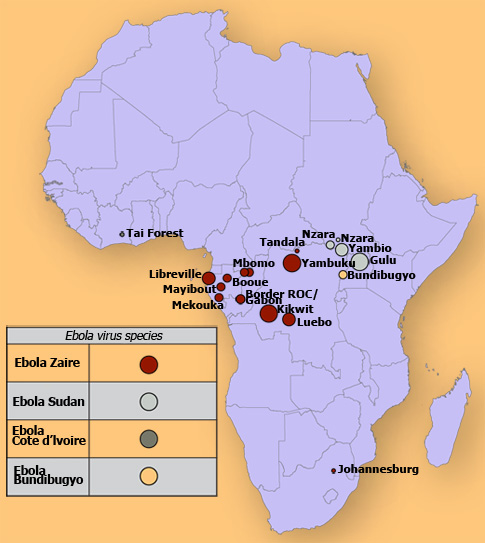 Tai Forest
Nzara
Nzara
Tandala
Yambio
Mbomo
Yambuku
Gulu
Libreville
Bundibugyo
Booue
Mayibout
Border ROC/
Gabon
Mekouka
Kikwit
Luebo
Ebola virus species
Ebola Zaire
Ebola Sudan
Ebola
Cote d'Ivoire
Ebola
Bundibugyo
Johannesburg